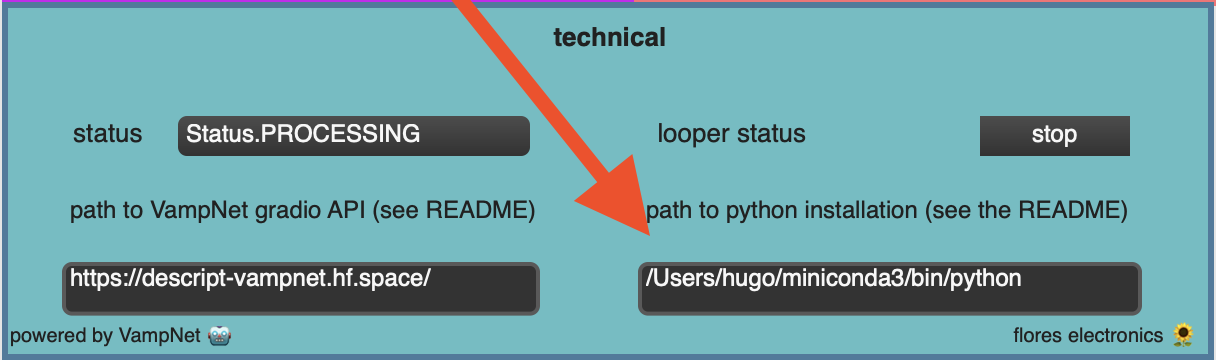 technical
status
Status.PROCESSING
looper status
stop
path to VampNet gradio API (see README)
path to python installation (see the README)
https://descript-vampnet.hf.space/
/Users/hugo/miniconda3/bin/python
powered by VampNet 🤖
flores electronics 🌻